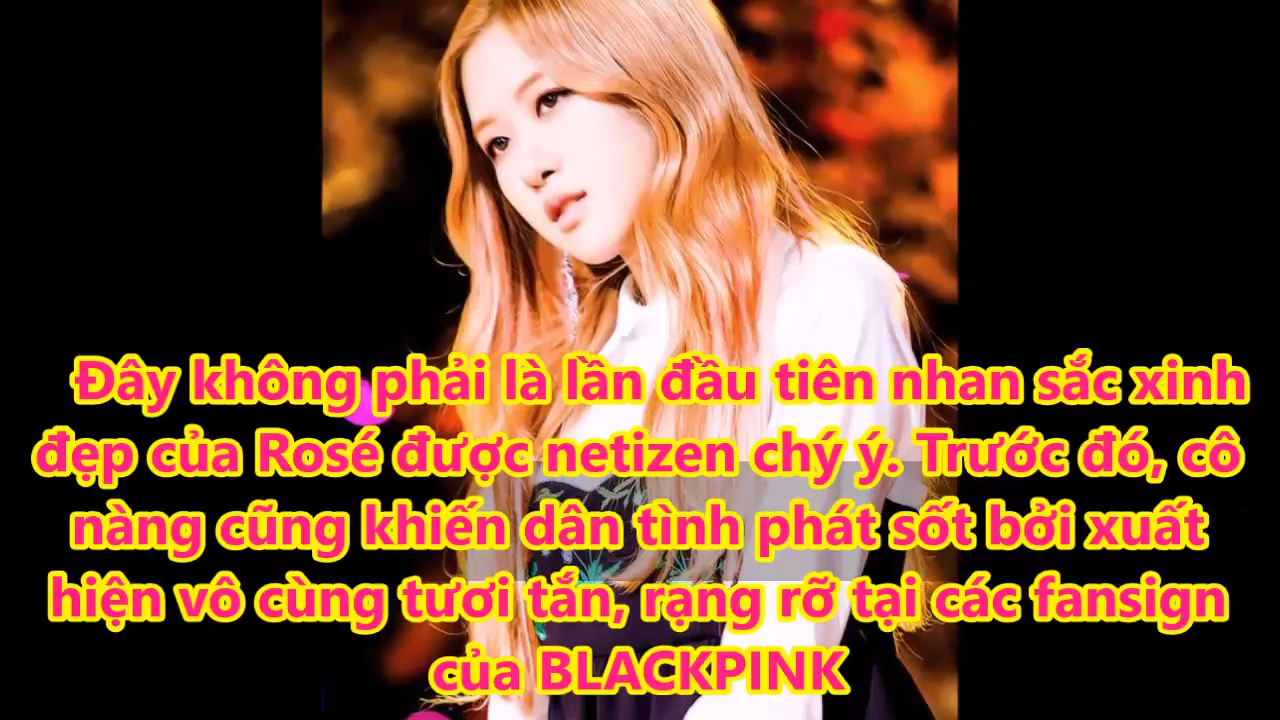 Đây không phải là lần đầu tiên nhan sắc xinh
đẹp của Rosé được netizen chý ý. Trước đó, cô
nàng cũng khiến dân tình phát sốt bởi xuất
hiện vô cùng tươi tắn, rạng rỡ tại các fansign
của BLACKPINK